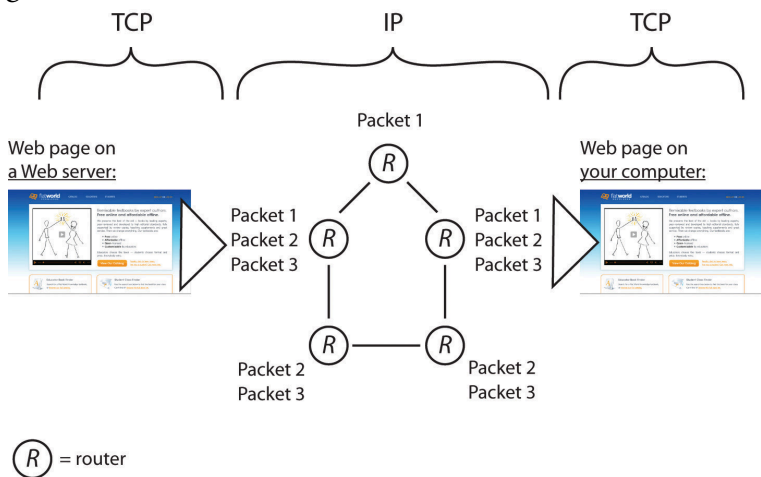 TCP
IP
TCP
Packet 1
Web page on
a Web server:
Web page on
your computer:
R
Packet 1
Packet 2
Packet 3
R
R
Packet 1
Packet 2
Packet 3
R
R
Packet 2
Packet 3
Packet 2
Packet 3
R = router